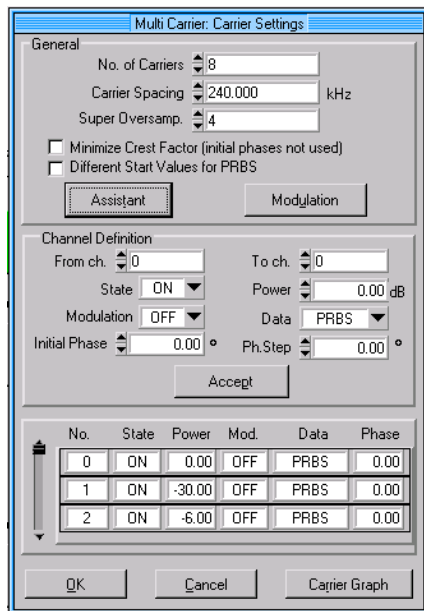 Multi Carrier: Carrier Settings
General
No. of Carriers 8
Carrier Spacing 240.000 kHz
Super Oversamp. 4
Minimize Crest Factor (initial phases not used)
Different Start Values for PRBS
Assistant Modulation
Channel Definition
From ch. 0 To ch. 0
State ON Power 0.00 dB
Modulation OFF Data PRBS
Initial Phase 0.00 ° Ph.Step 0.00 °
Accept
No. State Power Mod. Data Phase
0 ON 0.00 OFF PRBS 0.00
1 ON -30.00 OFF PRBS 0.00
2 ON -6.00 OFF PRBS 0.00
OK Cancel Carrier Graph